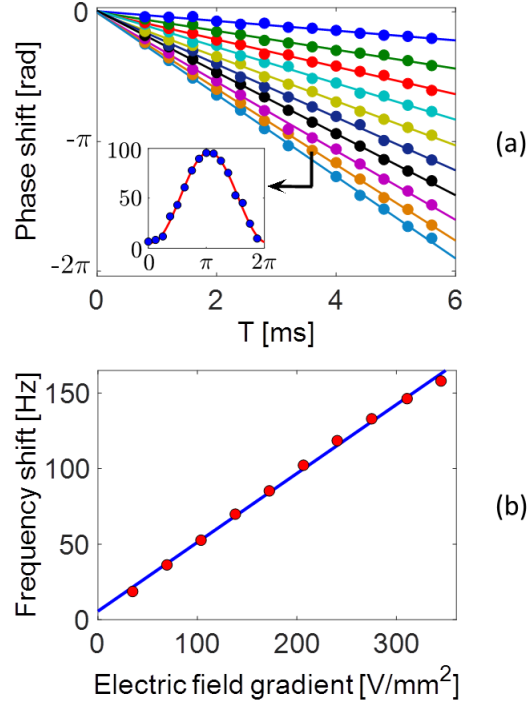 0
-π
-2π
Phase shift [rad]
100
50
0
0
π
2π
0
2
4
6
T [ms]
(a)
150
100
50
0
Frequency shift [Hz]
0
100
200
300
Electric field gradient [V/mm²]
(b)